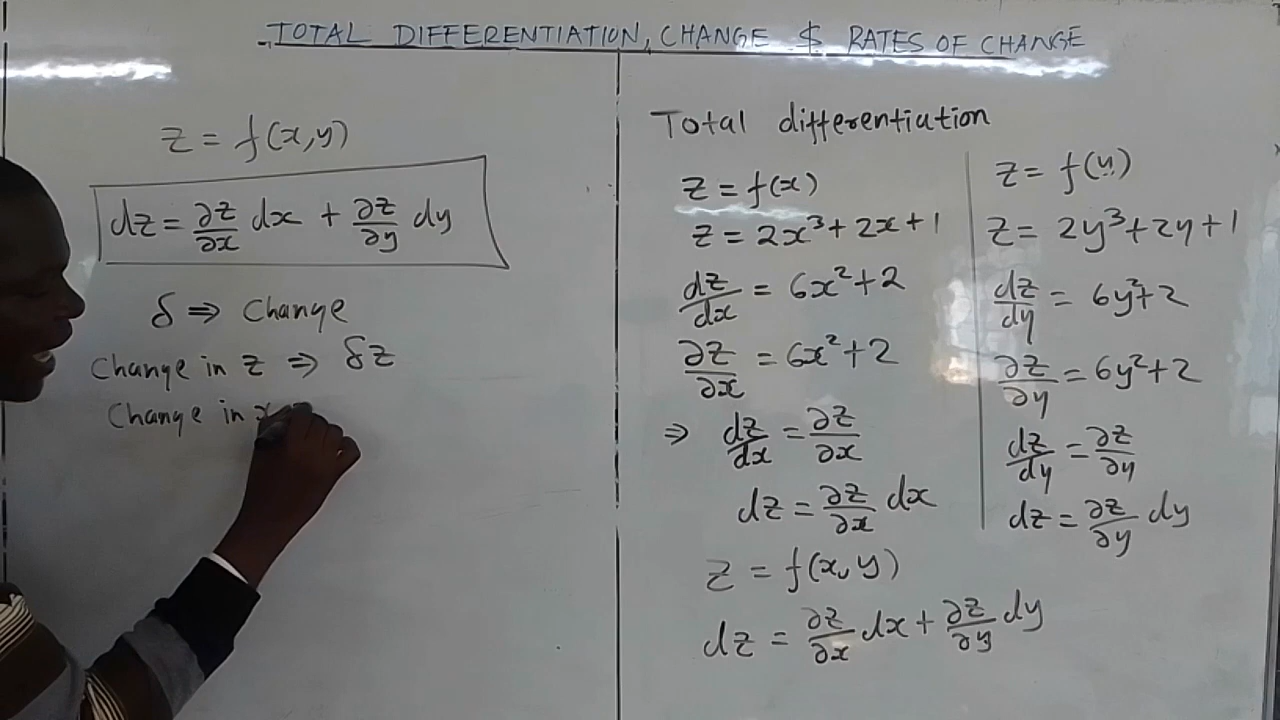 TOTAL DIFFERENTIATION, CHANGE $ RATES OF CHANGE
z = f(x,y)
dz = ∂z/∂x dx + ∂z/∂y dy
δ ⇒ Change
Change in z ⇒ δz
Change in x
Total differentiation
z = f(x)
z = 2x³ + 2x + 1
dz/dx = 6x² + 2
∂z/∂x = 6x² + 2
⇒ dz/dx = ∂z/∂x
dz = ∂z/∂x dx
z = f(y)
z = 2y³ + 2y + 1
dz/dy = 6y² + 2
∂z/∂y = 6y² + 2
dz/dy = ∂z/∂y
dz = ∂z/∂y dy
z = f(x, y)
dz = ∂z/∂x dx + ∂z/∂y dy